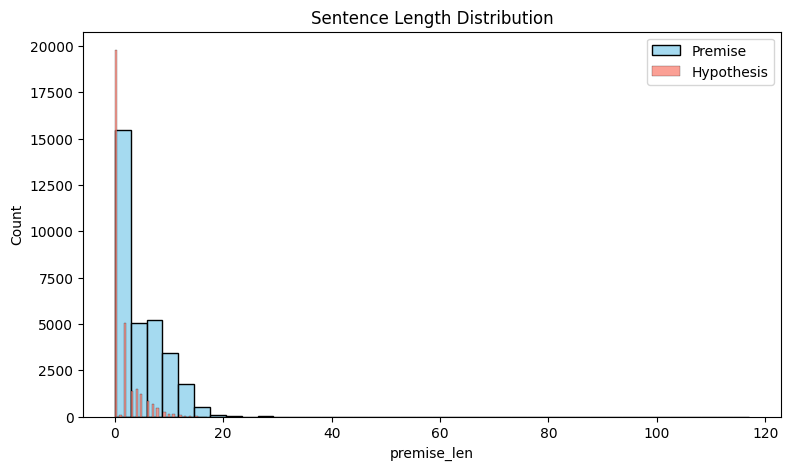 Sentence Length Distribution
Premise
Hypothesis
20000
17500
15000
12500
10000
7500
5000
2500
0
Count
0 20 40 60 80 100 120
premise_len